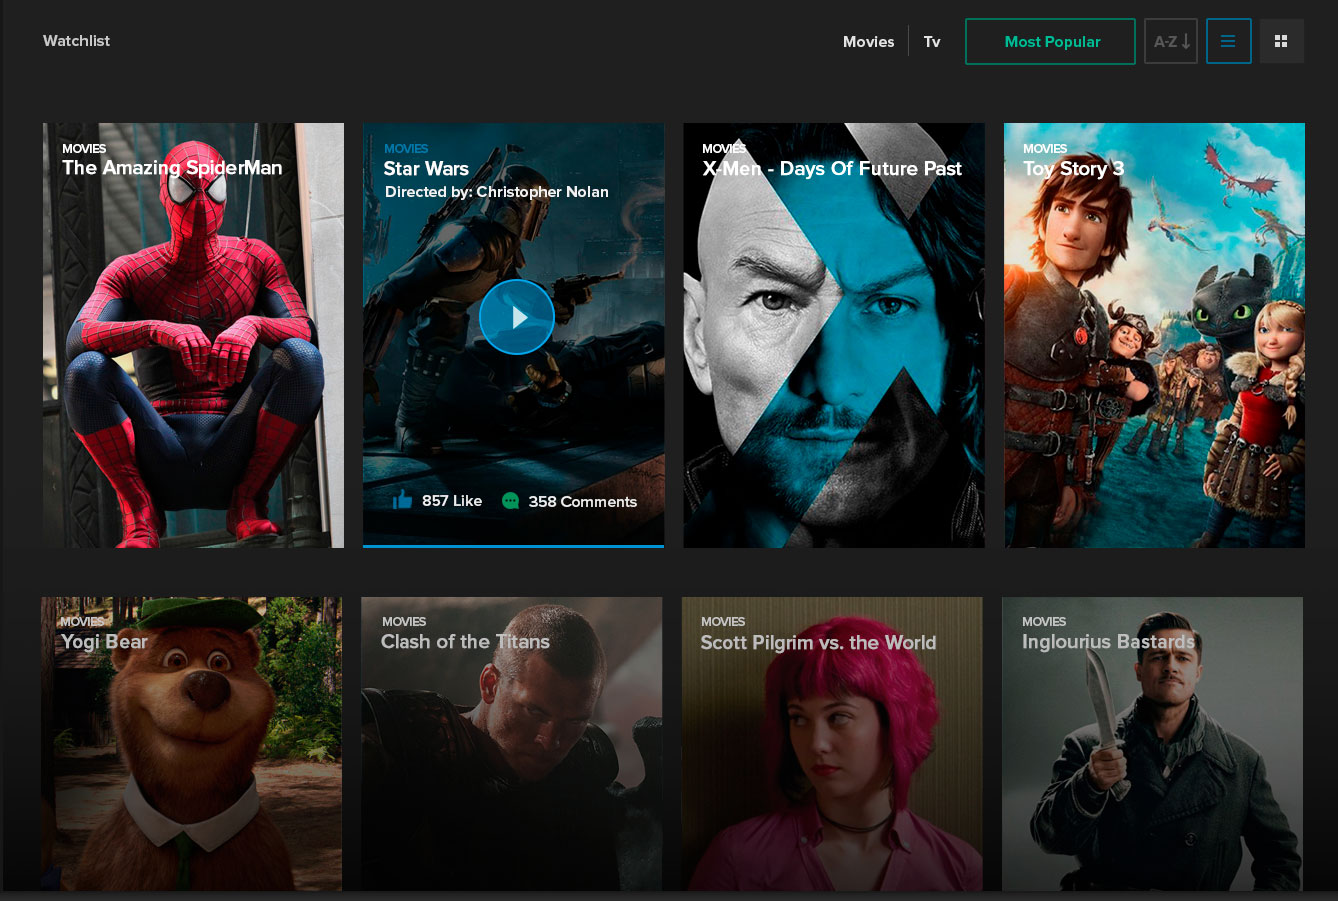 Watchlist
Movies
Tv
Most Popular
A-Z
MOVIES
The Amazing SpiderMan
MOVIES
Star Wars
Directed by: Christopher Nolan
857 Like
358 Comments
MOVIES
X-Men - Days Of Future Past
MOVIES
Toy Story 3
MOVIES
Yogi Bear
MOVIES
Clash of the Titans
MOVIES
Scott Pilgrim vs. the World
MOVIES
Inglourius Bastards